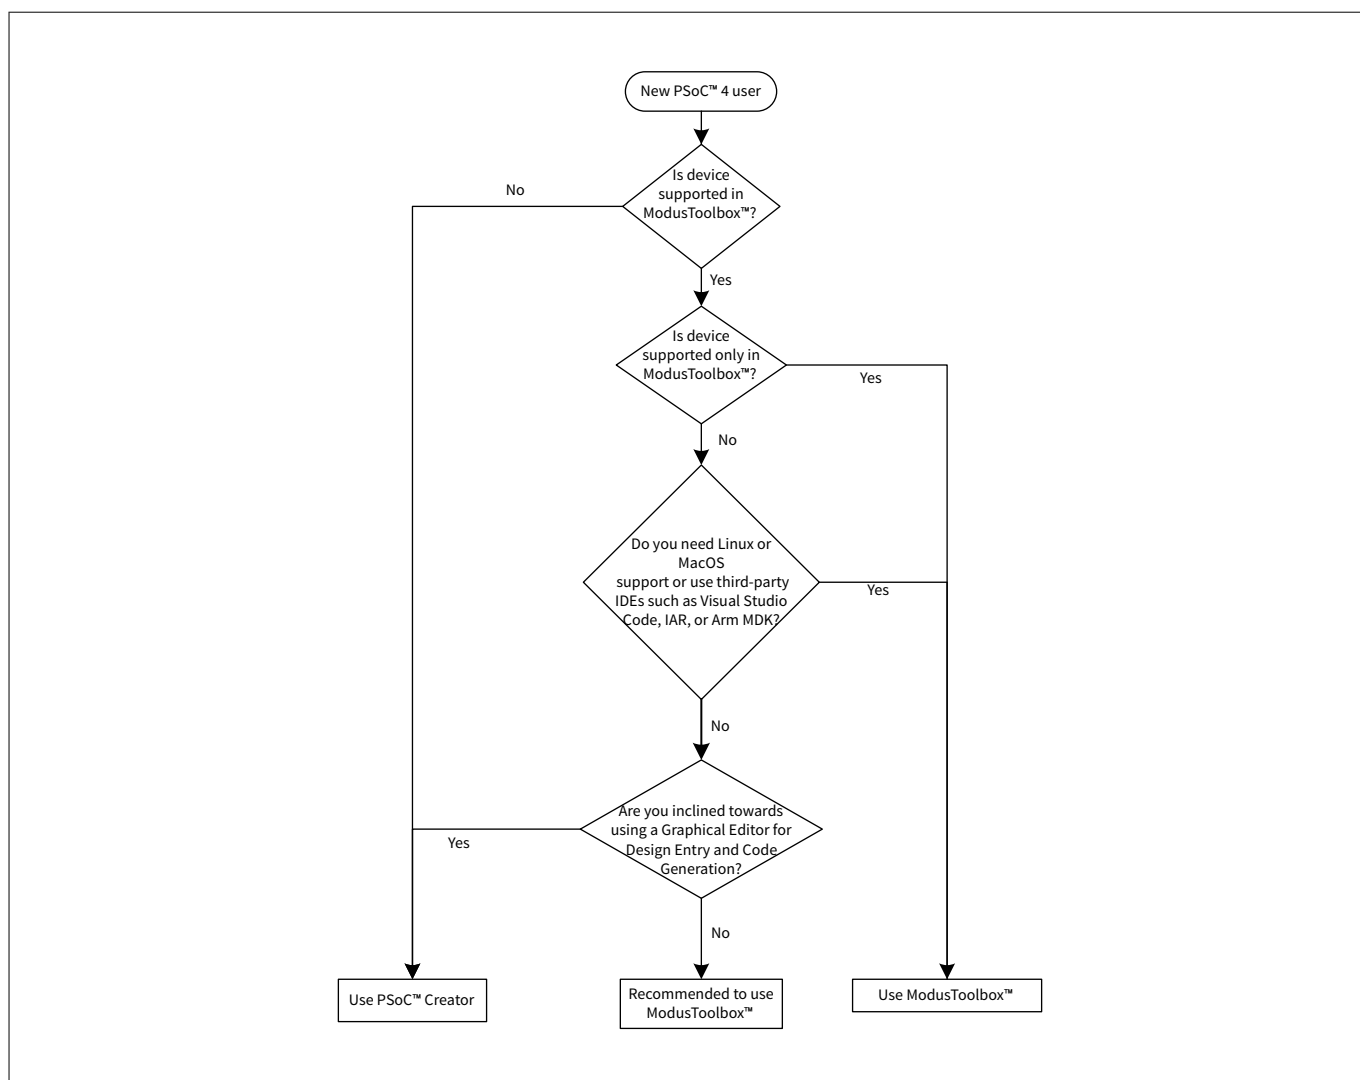 New PSoC™ 4 user
Is device
supported in
ModusToolbox™?
No
Yes
Is device
supported only in
ModusToolbox™?
Yes
No
Do you need Linux or
MacOS
support or use third-party
IDEs such as Visual Studio
Code, IAR, or Arm MDK?
Yes
No
Are you inclined towards
using a Graphical Editor for
Design Entry and Code
Generation?
Yes
No
Use PSoC™ Creator
Recommended to use
ModusToolbox™
Use ModusToolbox™